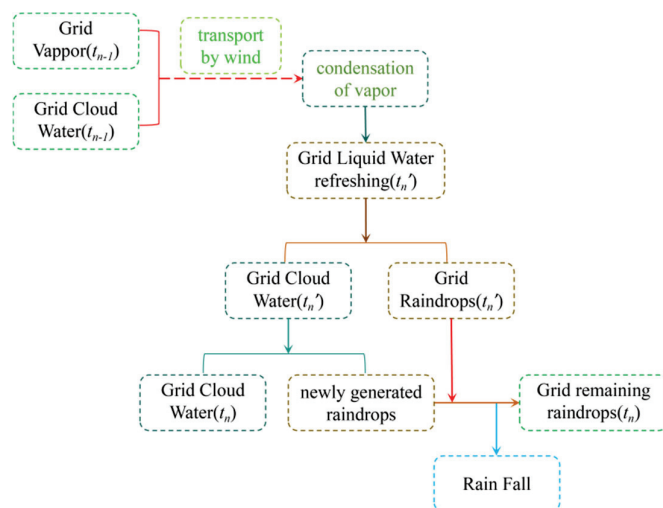 Grid
Vappor(tn-1)
transport
by wind
condensation
of vapor
Grid Cloud
Water(tn-1)
Grid Liquid Water
refreshing(tn′)
Grid Cloud
Water(tn′)
Grid
Raindrops(tn′)
Grid Cloud
Water(tn)
newly generated
raindrops
Grid remaining
raindrops(tn)
Rain Fall